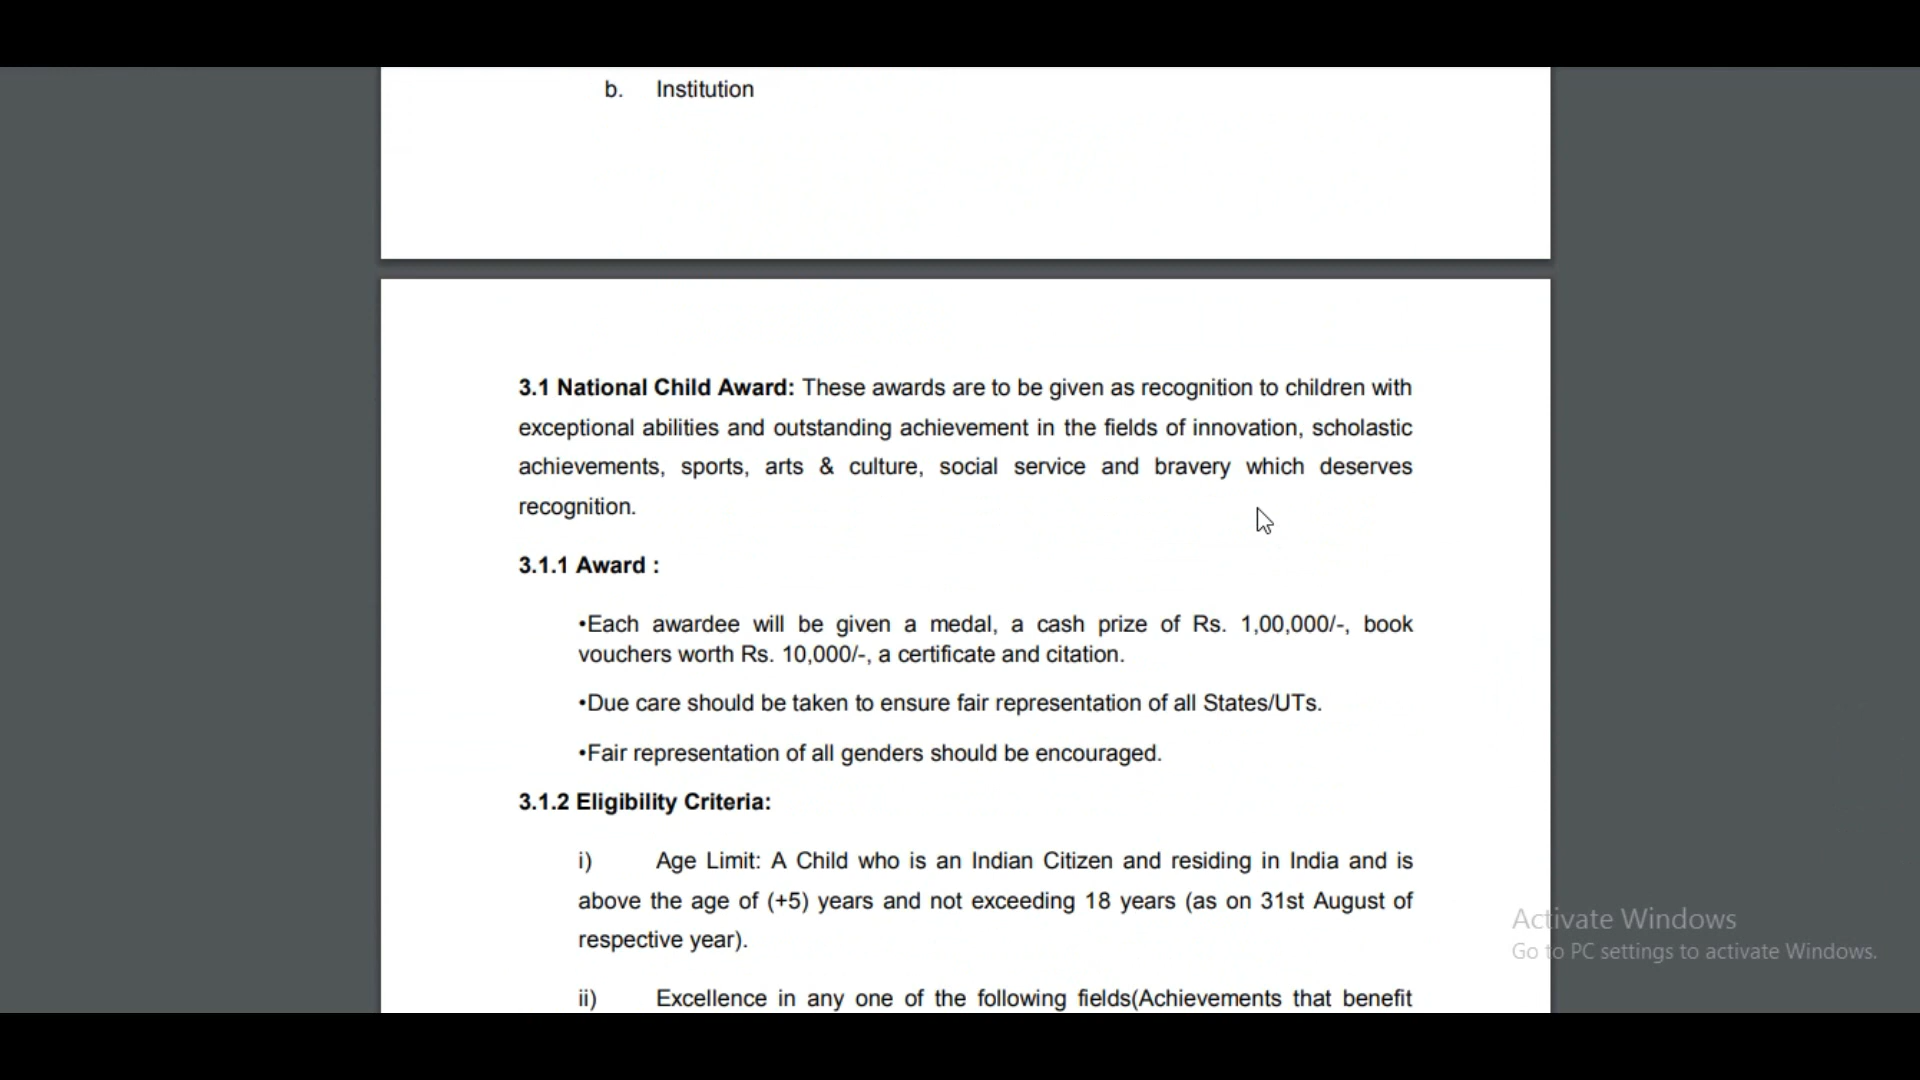 b. Institution
3.1 National Child Award: These awards are to be given as recognition to children with
exceptional abilities and outstanding achievement in the fields of innovation, scholastic
achievements, sports, arts & culture, social service and bravery which deserves
recognition.
3.1.1 Award :
•Each awardee will be given a medal, a cash prize of Rs. 1,00,000/-, book
vouchers worth Rs. 10,000/-, a certificate and citation.
•Due care should be taken to ensure fair representation of all States/UTs.
•Fair representation of all genders should be encouraged.
3.1.2 Eligibility Criteria:
i) Age Limit: A Child who is an Indian Citizen and residing in India and is
above the age of (+5) years and not exceeding 18 years (as on 31st August of
respective year).
ii) Excellence in any one of the following fields(Achievements that benefit
Activate Windows
Go to PC settings to activate Windows.